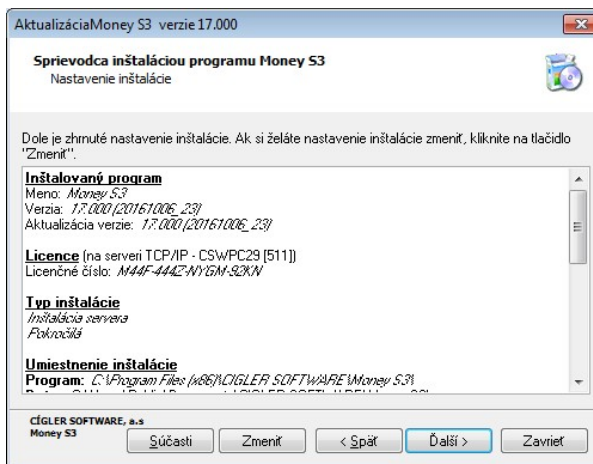 AktualizáciaMoney S3 verzie 17.000
Sprievodca inštaláciou programu Money S3
Nastavenie inštalácie
Dole je zhrnuté nastavenie inštalácie. Ak si želáte nastavenie inštalácie zmeniť, kliknite na tlačidlo
"Zmeniť".
Inštalovaný program
Meno: Money S3
Verzia: 17.000 (20161006_23)
Aktualizácia verzie: 17.000 (20161006_23)
Licence (na serveri TCP/IP - CSWPC29 [511])
Licenčné číslo: M44F-444Z-NYGM-92KN
Typ inštalácie
Inštalácia servera
Pokročilá
Umiestnenie inštalácie
Program: C:\Program Files (x86)\CIGLER SOFTWARE\Money S3\
CÍGLER SOFTWARE, a.s
Money S3
Súčasti
Zmeniť
< Späť
Ďalší >
Zavrieť